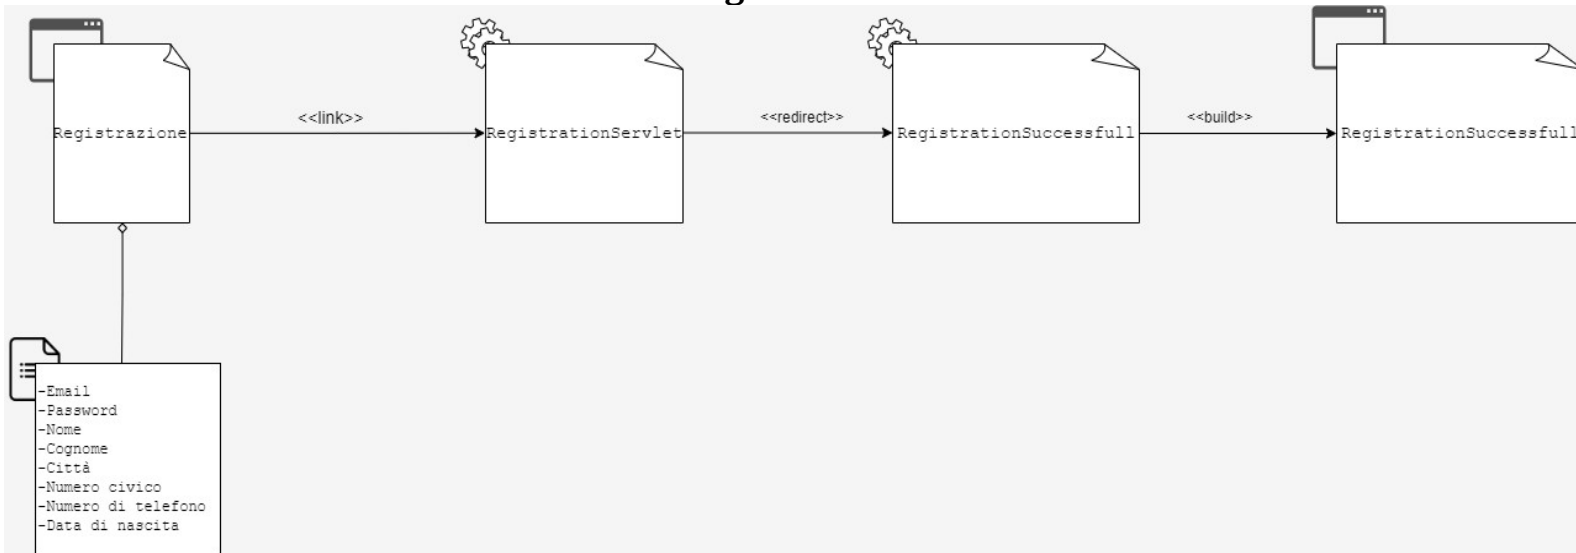 <<link>>
<<redirect>>
<<build>>
Registrazione
RegistrationServlet
RegistrationSuccessfull
RegistrationSuccessfull
-Email
-Password
-Nome
-Cognome
-Città
-Numero civico
-Numero di telefono
-Data di nascita